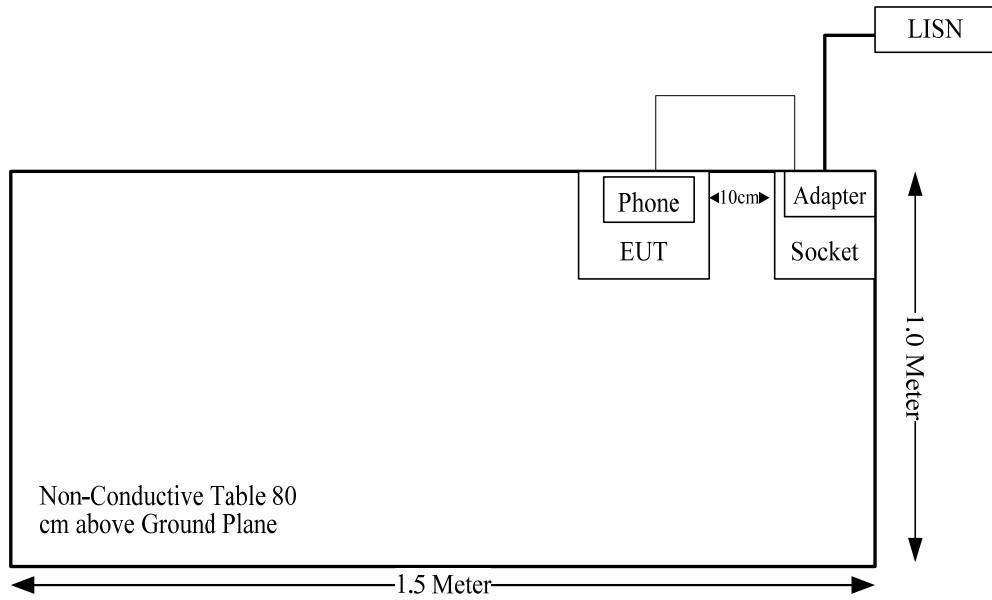 LISN
Phone
10cm
Adapter
EUT
Socket
1.0 Meter
Non-Conductive Table 80
cm above Ground Plane
1.5 Meter